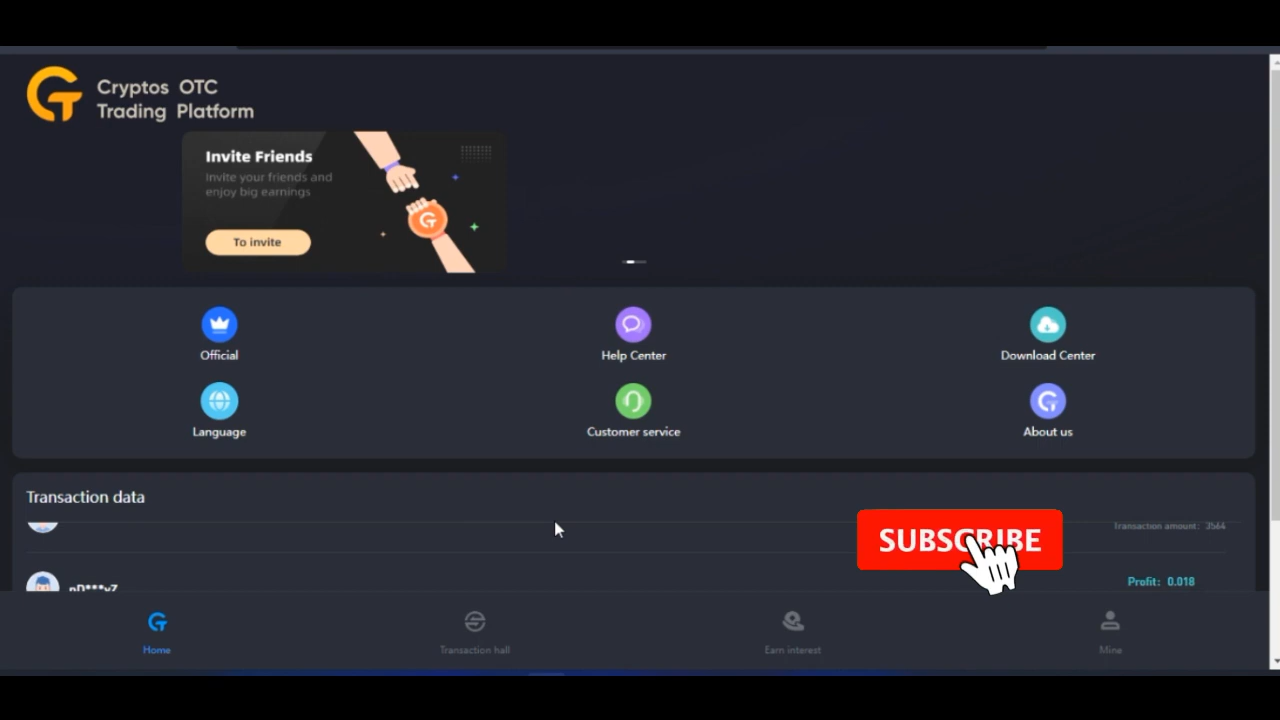 Cryptos OTC
Trading Platform
Invite Friends
Invite your friends and
enjoy big earnings
To invite
Official
Help Center
Download Center
Language
Customer service
About us
Transaction data
Transaction amount: 3564
SUBSCRIBE
Profit: 0.018
Home
Transaction hall
Earn interest
Mine